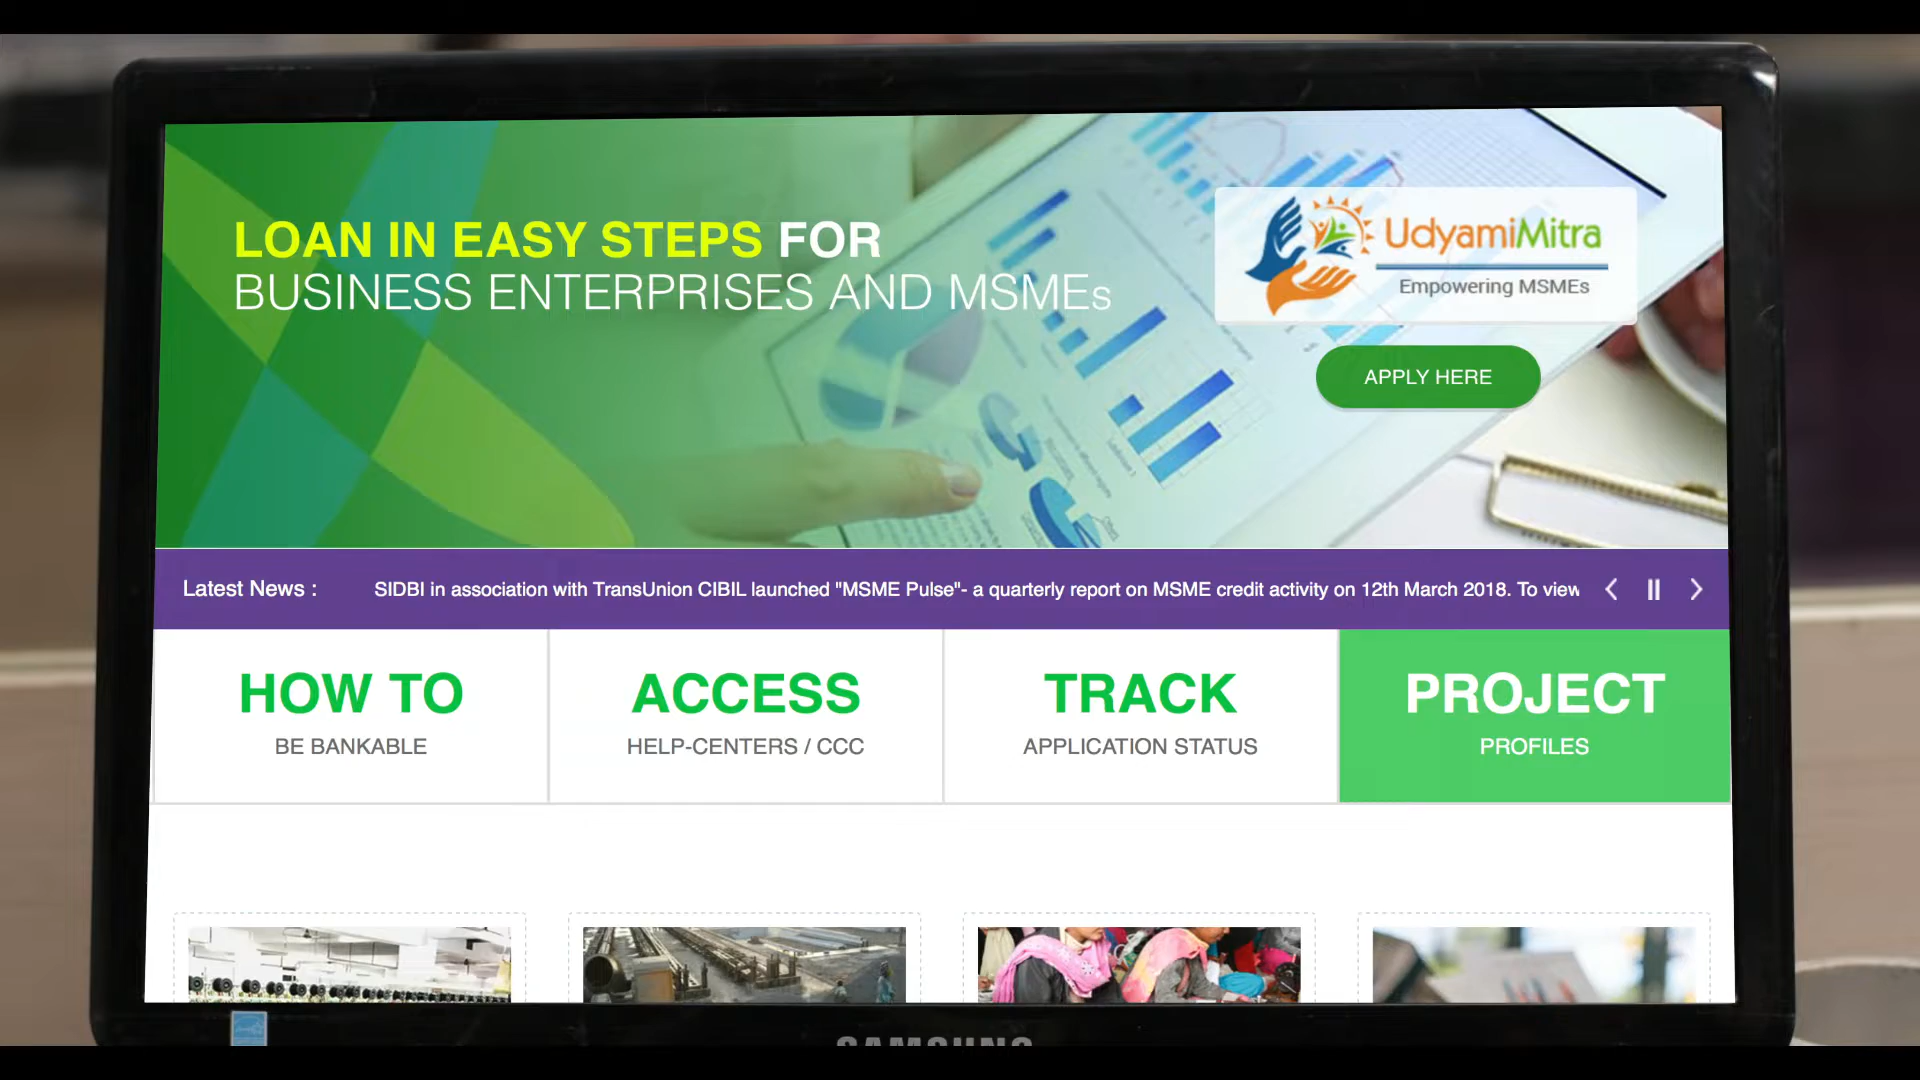 LOAN IN EASY STEPS FOR
BUSINESS ENTERPRISES AND MSMEs
UdyamiMitra
Empowering MSMEs
APPLY HERE
Latest News :
SIDBI in association with TransUnion CIBIL launched "MSME Pulse"- a quarterly report on MSME credit activity on 12th March 2018. To view
HOW TO
BE BANKABLE
ACCESS
HELP-CENTERS / CCC
TRACK
APPLICATION STATUS
PROJECT
PROFILES
SAMSUNG